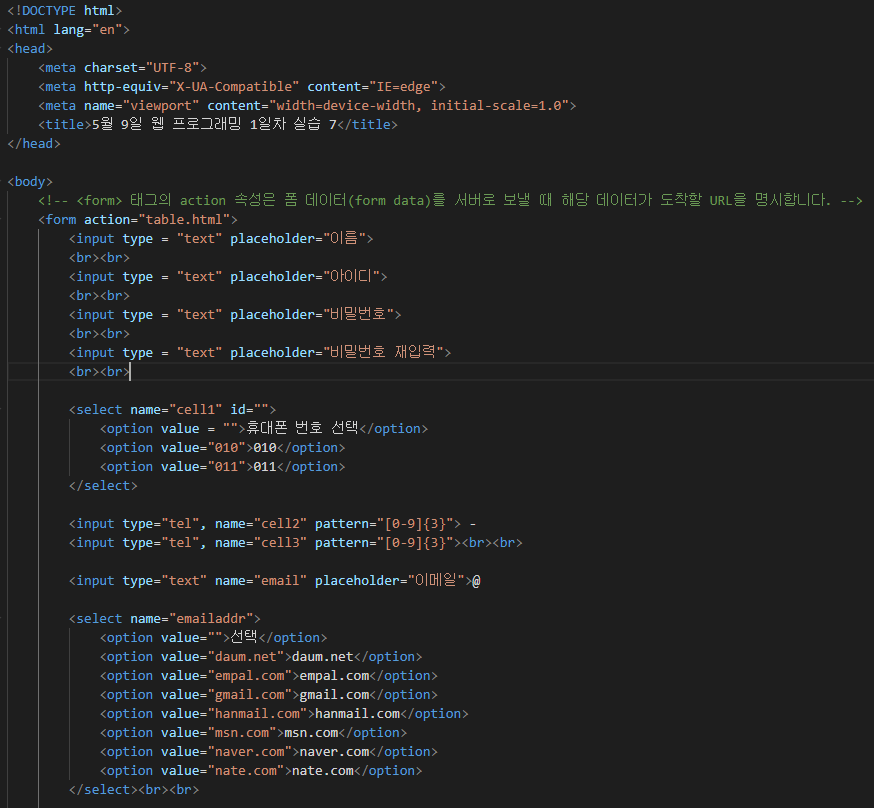 <!DOCTYPE html>
<html lang="en">
<head>
    <meta charset="UTF-8">
    <meta http-equiv="X-UA-Compatible" content="IE=edge">
    <meta name="viewport" content="width=device-width, initial-scale=1.0">
    <title>5월 9일 웹 프로그래밍 1일차 실습 7</title>
</head>
<body>
    <!-- <form> 태그의 action 속성은 폼 데이터(form data)를 서버로 보낼 때 해당 데이터가 도착할 URL을 명시합니다. -->
    <form action="table.html">
        <input type = "text" placeholder="이름">
        <br><br>
        <input type = "text" placeholder="아이디">
        <br><br>
        <input type = "text" placeholder="비밀번호">
        <br><br>
        <input type = "text" placeholder="비밀번호 재입력">
        <br><br>
        <select name="cell1" id="">
            <option value = "">휴대폰 번호 선택</option>
            <option value="010">010</option>
            <option value="011">011</option>
        </select>
        <input type="tel", name="cell2" pattern="[0-9]{3}"> -
        <input type="tel", name="cell3" pattern="[0-9]{3}"><br><br>
        <input type="text" name="email" placeholder="이메일">@
        <select name="emailaddr">
            <option value="">선택</option>
            <option value="daum.net">daum.net</option>
            <option value="empal.com">empal.com</option>
            <option value="gmail.com">gmail.com</option>
            <option value="hanmail.com">hanmail.com</option>
            <option value="msn.com">msn.com</option>
            <option value="naver.com">naver.com</option>
            <option value="nate.com">nate.com</option>
        </select><br><br>